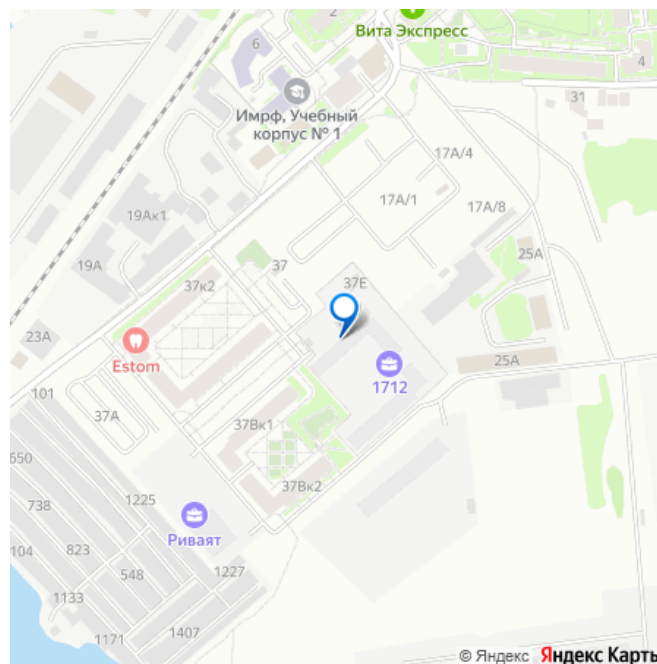 2
Вита Экспресс
6
4
31
Имрф, Учебный
корпус № 1
17А/4
17А/1
17А/8
19Ак1
25А
19А
37
37Е
37к2
23А
Estom
25А
1712
101
37А
37Вк1
650
37Вк2
1225
738
Риваят
104
823
548
1227
1133
1407
1171
© Яндекс Яндекс Карты